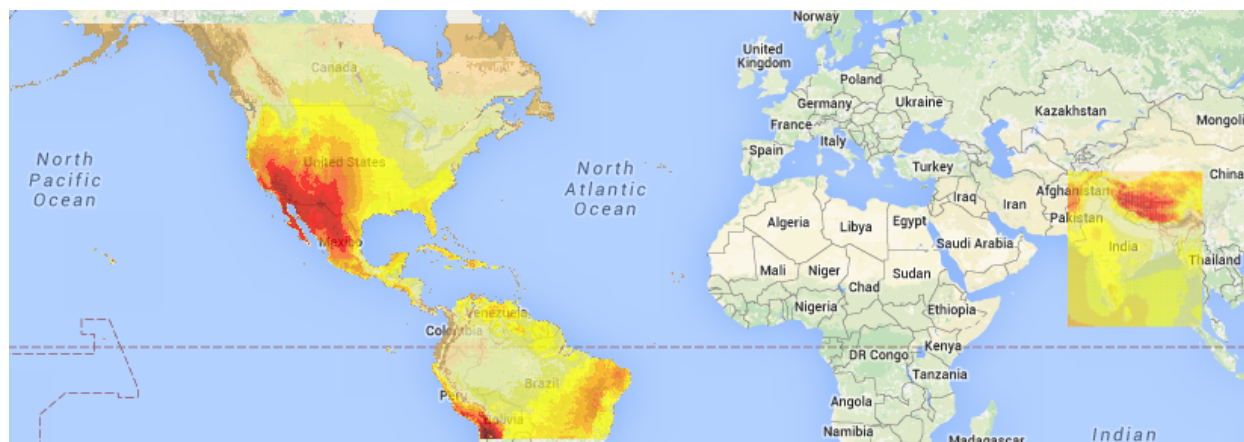 Norway
United
Kingdom
Canada
Poland
Germany
Ukraine
Kazakhstan
Mongoli
France
Italy
Spain
Turkey
North
Pacific
Ocean
United States
North
Atlantic
Ocean
China
Afghanistan
Iraq
Iran
Pakistan
Algeria
Libya
Egypt
Saudi Arabia
India
Mexico
Thailand
Mali
Niger
Chad
Sudan
Nigeria
Ethiopia
Venezuela
Colombia
DR Congo
Kenya
Tanzania
Brazil
Peru
Bolivia
Angola
Namibia
Madagascar
Indian